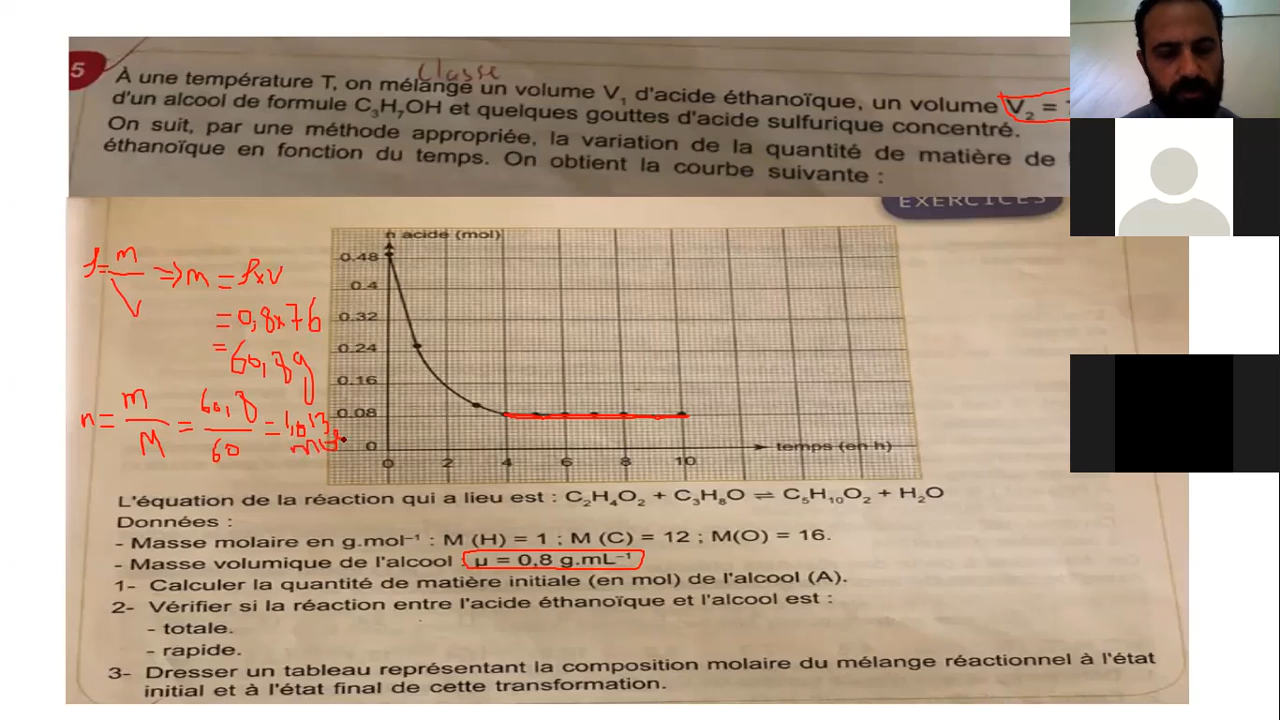 5
Classe
À une température T, on mélange un volume V₁ d'acide éthanoïque, un volume V₂ =
d'un alcool de formule C₃H₇OH et quelques gouttes d'acide sulfurique concentré.
On suit, par une méthode appropriée, la variation de la quantité de matière de
éthanoïque en fonction du temps. On obtient la courbe suivante :
EXERCICES
n acide (mol)
0.48
0.4
0.32
0.24
0.16
0.08
0
0 2 4 6 8 10
temps (en h)
ρ = m/V => m = ρ×V
= 0,8×76
= 60,8g
n = m/M = 60,8/60 = 1,013
mol
L'équation de la réaction qui a lieu est : C₂H₄O₂ + C₃H₈O ⇌ C₅H₁₀O₂ + H₂O
Données :
- Masse molaire en g.mol⁻¹ : M (H) = 1 ; M (C) = 12 ; M(O) = 16.
- Masse volumique de l'alcool : μ = 0,8 g.mL⁻¹
1- Calculer la quantité de matière initiale (en mol) de l'alcool (A).
2- Vérifier si la réaction entre l'acide éthanoïque et l'alcool est :
- totale.
- rapide.
3- Dresser un tableau représentant la composition molaire du mélange réactionnel à l'état
initial et à l'état final de cette transformation.